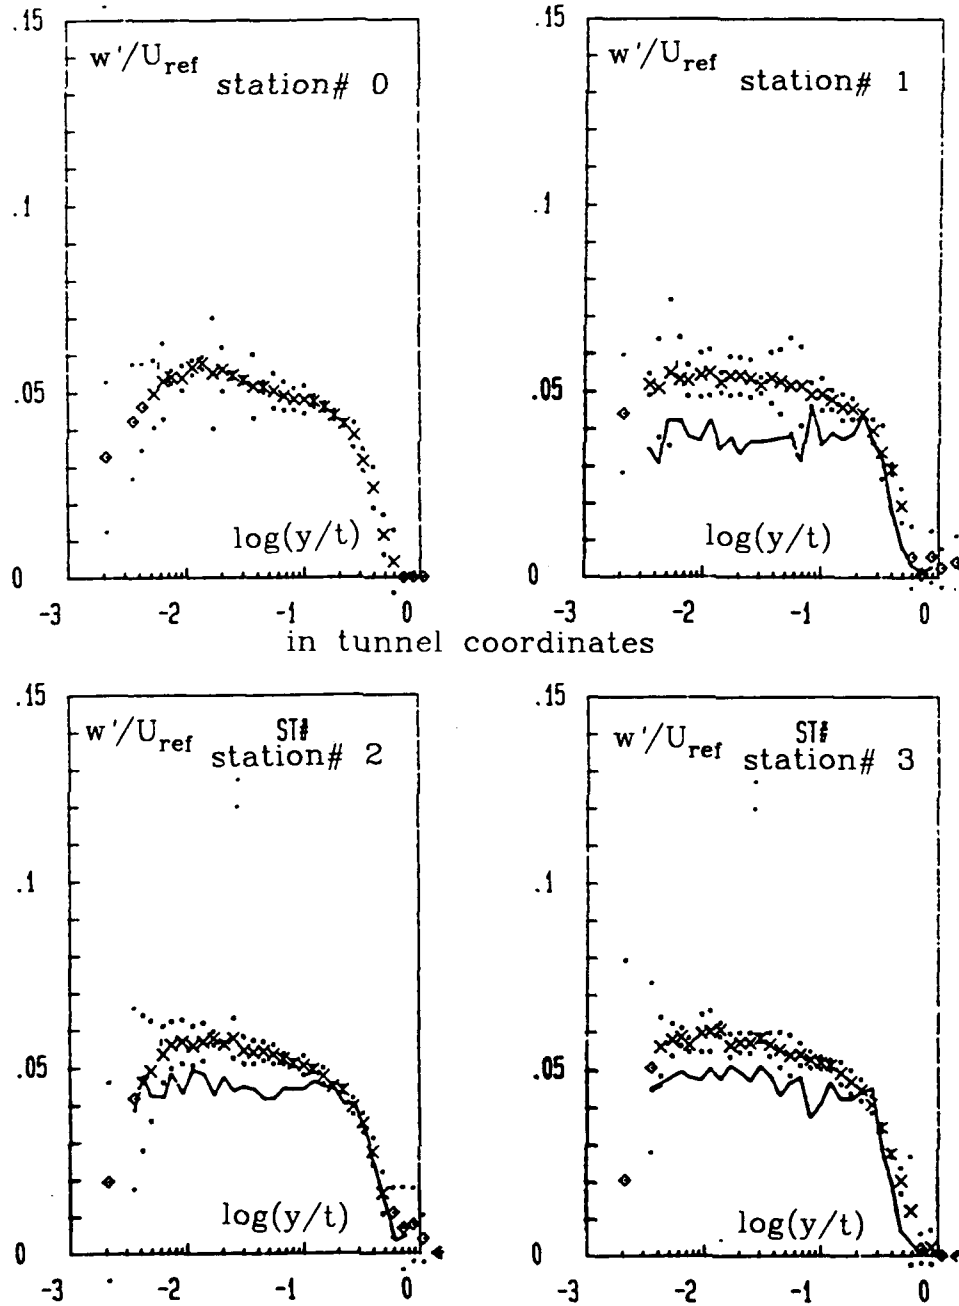 .15
w'/U_ref
station# 0
.1
.05
log(y/t)
0
-3 -2 -1 0
.15
w'/U_ref
station# 1
.1
.05
log(y/t)
0
-3 -2 -1 0
in tunnel coordinates
.15
ST#
w'/U_ref
station# 2
.1
.05
log(y/t)
0
-3 -2 -1 0
.15
ST#
w'/U_ref
station# 3
.1
.05
log(y/t)
0
-3 -2 -1 0